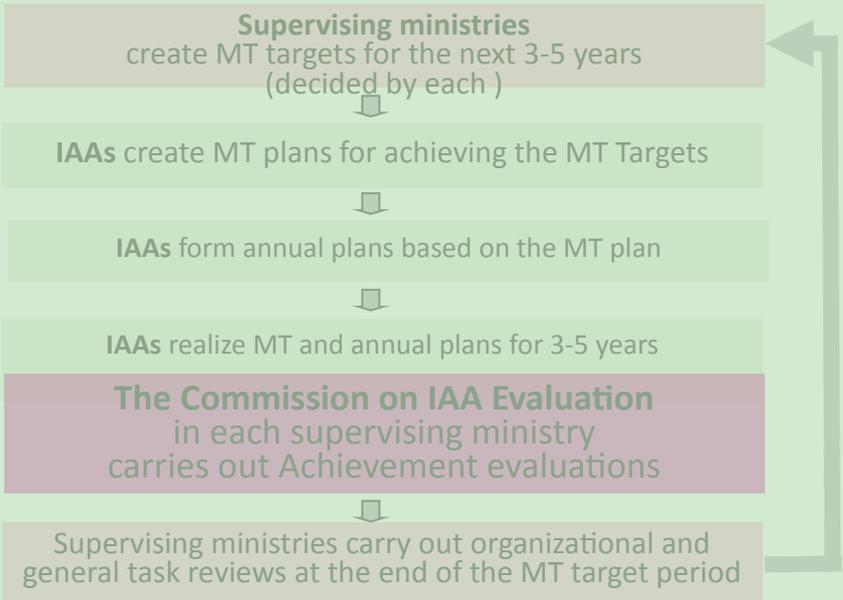 Supervising ministries
create MT targets for the next 3-5 years
(decided by each )
IAAs create MT plans for achieving the MT Targets
IAAs form annual plans based on the MT plan
IAAs realize MT and annual plans for 3-5 years
The Commission on IAA Evaluation
in each supervising ministry
carries out Achievement evaluations
Supervising ministries carry out organizational and
general task reviews at the end of the MT target period